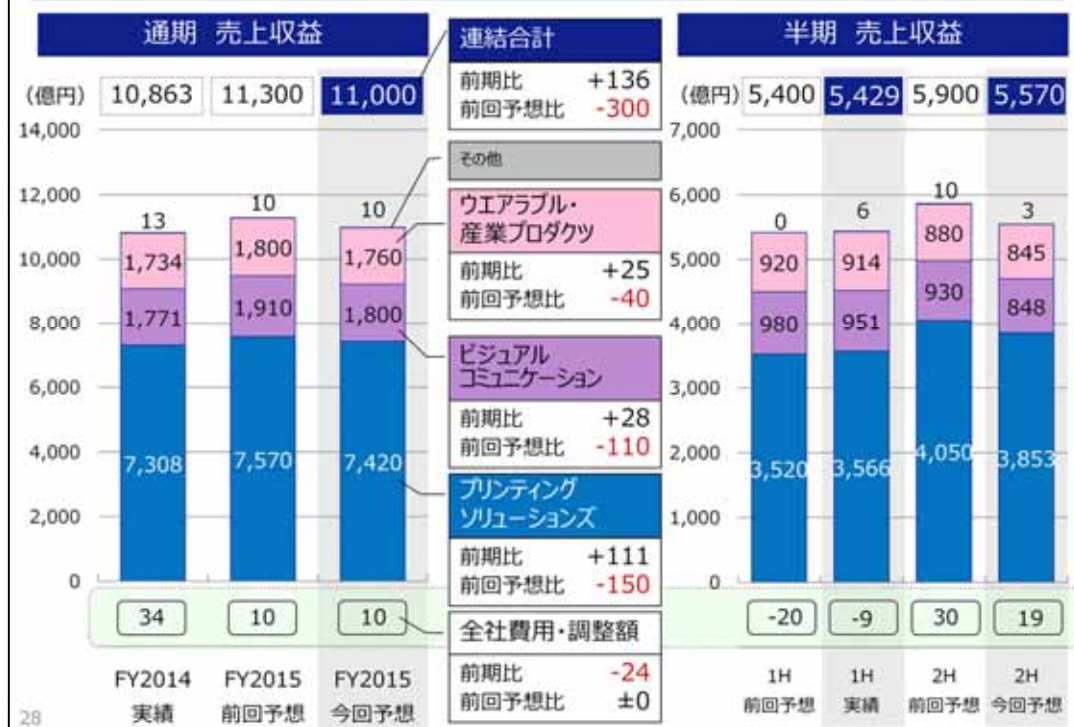 通期 売上収益
(億円) 10,863 11,300 11,000
14,000
12,000
10,000
8,000
6,000
4,000
2,000
0
13 10 10
1,734 1,800 1,760
1,771 1,910 1,800
7,308 7,570 7,420
34 10 10
FY2014 FY2015 FY2015
実績 前回予想 今回予想
28
連結合計
前期比 +136
前回予想比 -300
その他
ウエアラブル・
産業プロダクツ
前期比 +25
前回予想比 -40
ビジュアル
コミュニケーション
前期比 +28
前回予想比 -110
プリンティング
ソリューションズ
前期比 +111
前回予想比 -150
全社費用・調整額
前期比 -24
前回予想比 ±0
半期 売上収益
(億円) 5,400 5,429 5,900 5,570
7,000
6,000
5,000
4,000
3,000
2,000
1,000
0
0 6 10 3
920 914 880 845
980 951 930 848
3,520 3,566 4,050 3,853
-20 -9 30 19
1H 1H 2H 2H
前回予想 実績 前回予想 今回予想